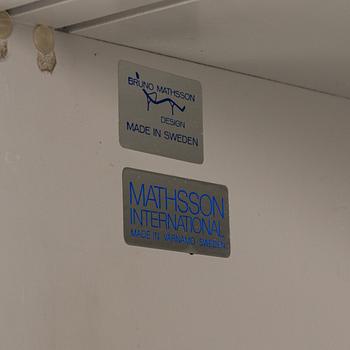 BRUNO MATHSSON
DESIGN
MADE IN SWEDEN
MATHSSON
INTERNATIONAL
MADE IN VÄRNAMO SWEDEN